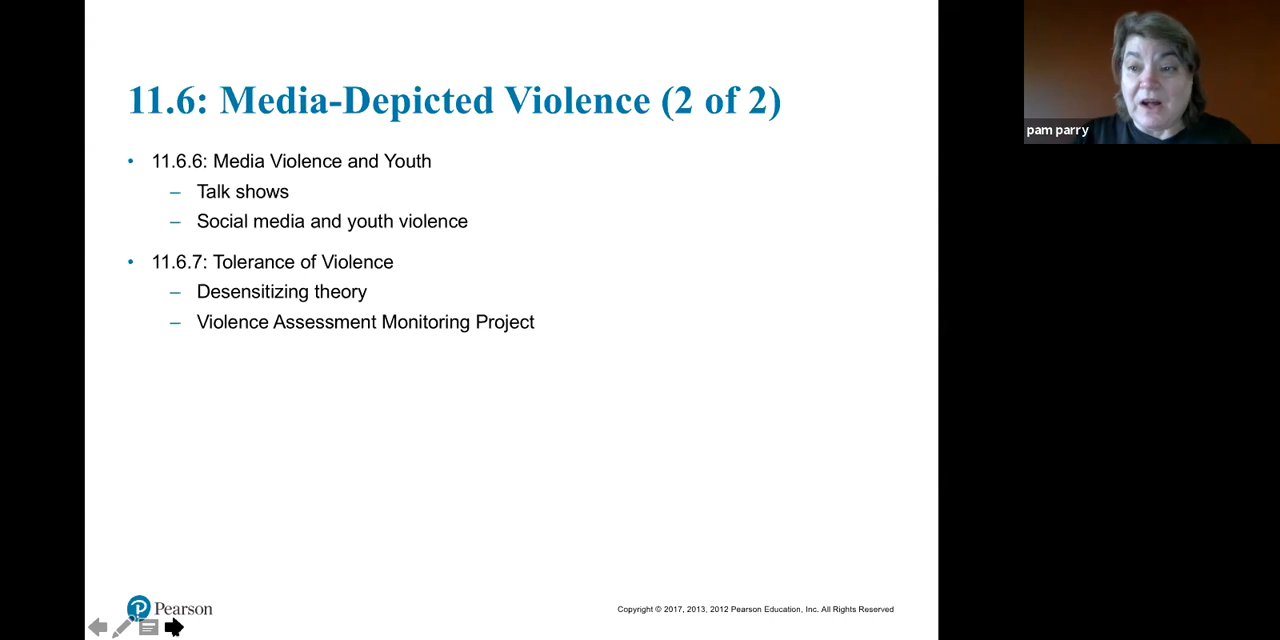 11.6: Media-Depicted Violence (2 of 2)
pam parry
• 11.6.6: Media Violence and Youth
– Talk shows
– Social media and youth violence
• 11.6.7: Tolerance of Violence
– Desensitizing theory
– Violence Assessment Monitoring Project
Pearson
Copyright © 2017, 2013, 2012 Pearson Education, Inc. All Rights Reserved